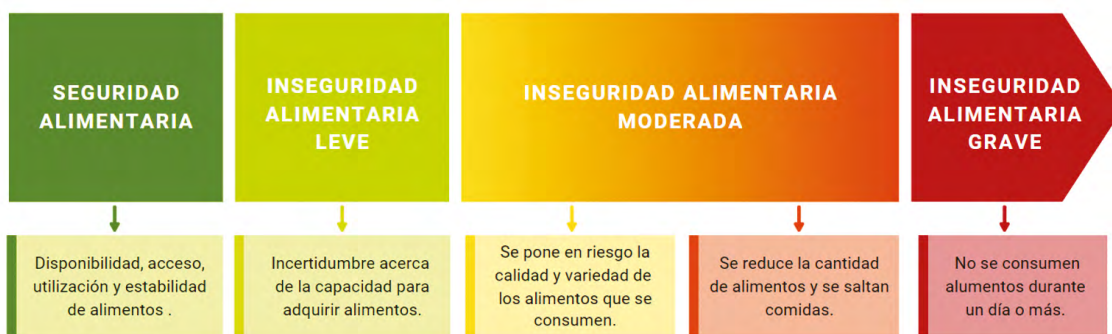 SEGURIDAD
ALIMENTARIA
INSEGURIDAD
ALIMENTARIA
LEVE
INSEGURIDAD ALIMENTARIA
MODERADA
INSEGURIDAD
ALIMENTARIA
GRAVE
Disponibilidad, acceso,
utilización y estabilidad
de alimentos .
Incertidumbre acerca
de la capacidad para
adquirir alimentos.
Se pone en riesgo la
calidad y variedad de
los alimentos que se
consumen.
Se reduce la cantidad
de alimentos y se saltan
comidas.
No se consumen
alumentos durante
un día o más.